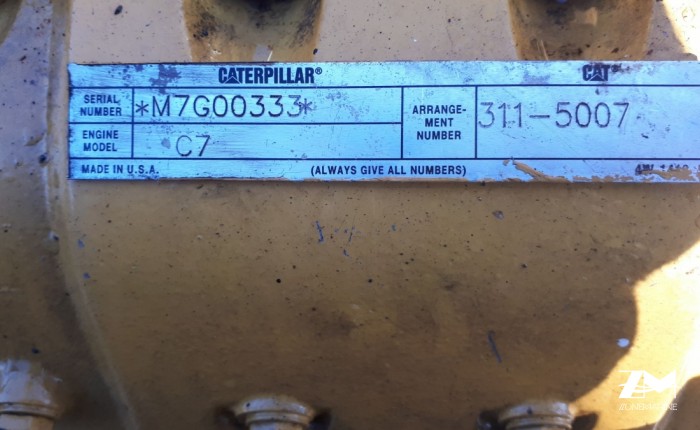 CATERPILLAR® CAT®
SERIAL NUMBER *M7G00333*
ARRANGE-MENT NUMBER 311-5007
ENGINE MODEL C7
MADE IN U.S.A. (ALWAYS GIVE ALL NUMBERS)